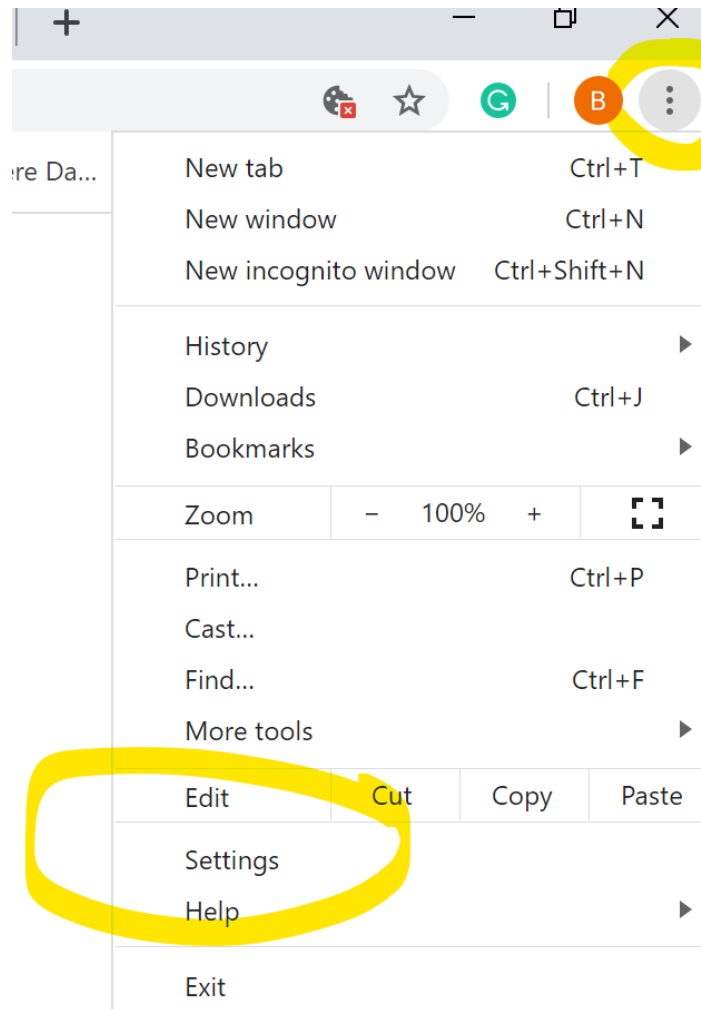 B
ere Da...
New tab Ctrl+T
New window Ctrl+N
New incognito window Ctrl+Shift+N
History
Downloads Ctrl+J
Bookmarks
Zoom - 100% +
Print... Ctrl+P
Cast...
Find... Ctrl+F
More tools
Edit Cut Copy Paste
Settings
Help
Exit